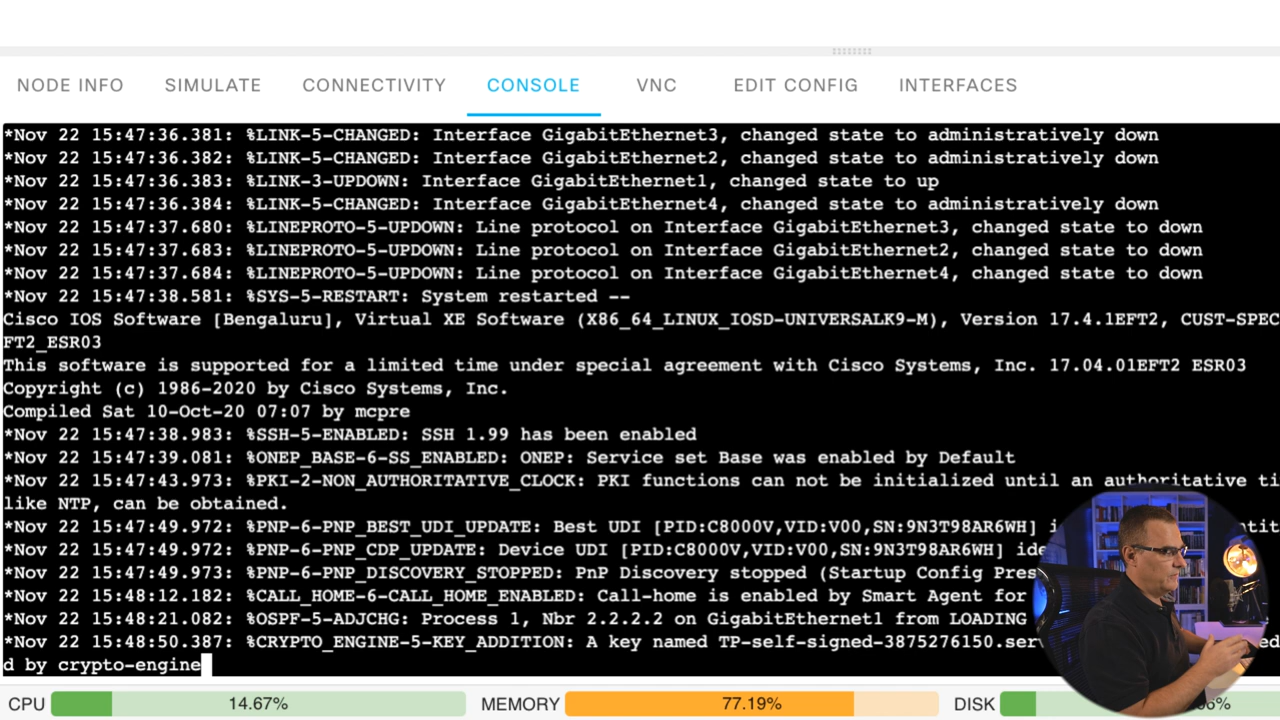 NODE INFO SIMULATE CONNECTIVITY CONSOLE VNC EDIT CONFIG INTERFACES
*Nov 22 15:47:36.381: %LINK-5-CHANGED: Interface GigabitEthernet3, changed state to administratively down
*Nov 22 15:47:36.382: %LINK-5-CHANGED: Interface GigabitEthernet2, changed state to administratively down
*Nov 22 15:47:36.383: %LINK-3-UPDOWN: Interface GigabitEthernet1, changed state to up
*Nov 22 15:47:36.384: %LINK-5-CHANGED: Interface GigabitEthernet4, changed state to administratively down
*Nov 22 15:47:37.680: %LINEPROTO-5-UPDOWN: Line protocol on Interface GigabitEthernet3, changed state to down
*Nov 22 15:47:37.683: %LINEPROTO-5-UPDOWN: Line protocol on Interface GigabitEthernet2, changed state to down
*Nov 22 15:47:37.684: %LINEPROTO-5-UPDOWN: Line protocol on Interface GigabitEthernet4, changed state to down
*Nov 22 15:47:38.581: %SYS-5-RESTART: System restarted --
Cisco IOS Software [Bengaluru], Virtual XE Software (X86_64_LINUX_IOSD-UNIVERSALK9-M), Version 17.4.1EFT2, CUST-SPEC
FT2_ESR03
This software is supported for a limited time under special agreement with Cisco Systems, Inc. 17.04.01EFT2 ESR03
Copyright (c) 1986-2020 by Cisco Systems, Inc.
Compiled Sat 10-Oct-20 07:07 by mcpre
*Nov 22 15:47:38.983: %SSH-5-ENABLED: SSH 1.99 has been enabled
*Nov 22 15:47:39.081: %ONEP_BASE-6-SS_ENABLED: ONEP: Service set Base was enabled by Default
*Nov 22 15:47:43.973: %PKI-2-NON_AUTHORITATIVE_CLOCK: PKI functions can not be initialized until an authoritative ti
like NTP, can be obtained.
*Nov 22 15:47:49.972: %PNP-6-PNP_BEST_UDI_UPDATE: Best UDI [PID:C8000V,VID:V00,SN:9N3T98AR6WH]
*Nov 22 15:47:49.972: %PNP-6-PNP_CDP_UPDATE: Device UDI [PID:C8000V,VID:V00,SN:9N3T98AR6WH] ide
*Nov 22 15:47:49.973: %PNP-6-PNP_DISCOVERY_STOPPED: PnP Discovery stopped (Startup Config Pres
*Nov 22 15:48:12.182: %CALL_HOME-6-CALL_HOME_ENABLED: Call-home is enabled by Smart Agent for
*Nov 22 15:48:21.082: %OSPF-5-ADJCHG: Process 1, Nbr 2.2.2.2 on GigabitEthernet1 from LOADING
*Nov 22 15:48:50.387: %CRYPTO_ENGINE-5-KEY_ADDITION: A key named TP-self-signed-3875276150.ser
d by crypto-engine
CPU 14.67% MEMORY 77.19% DISK